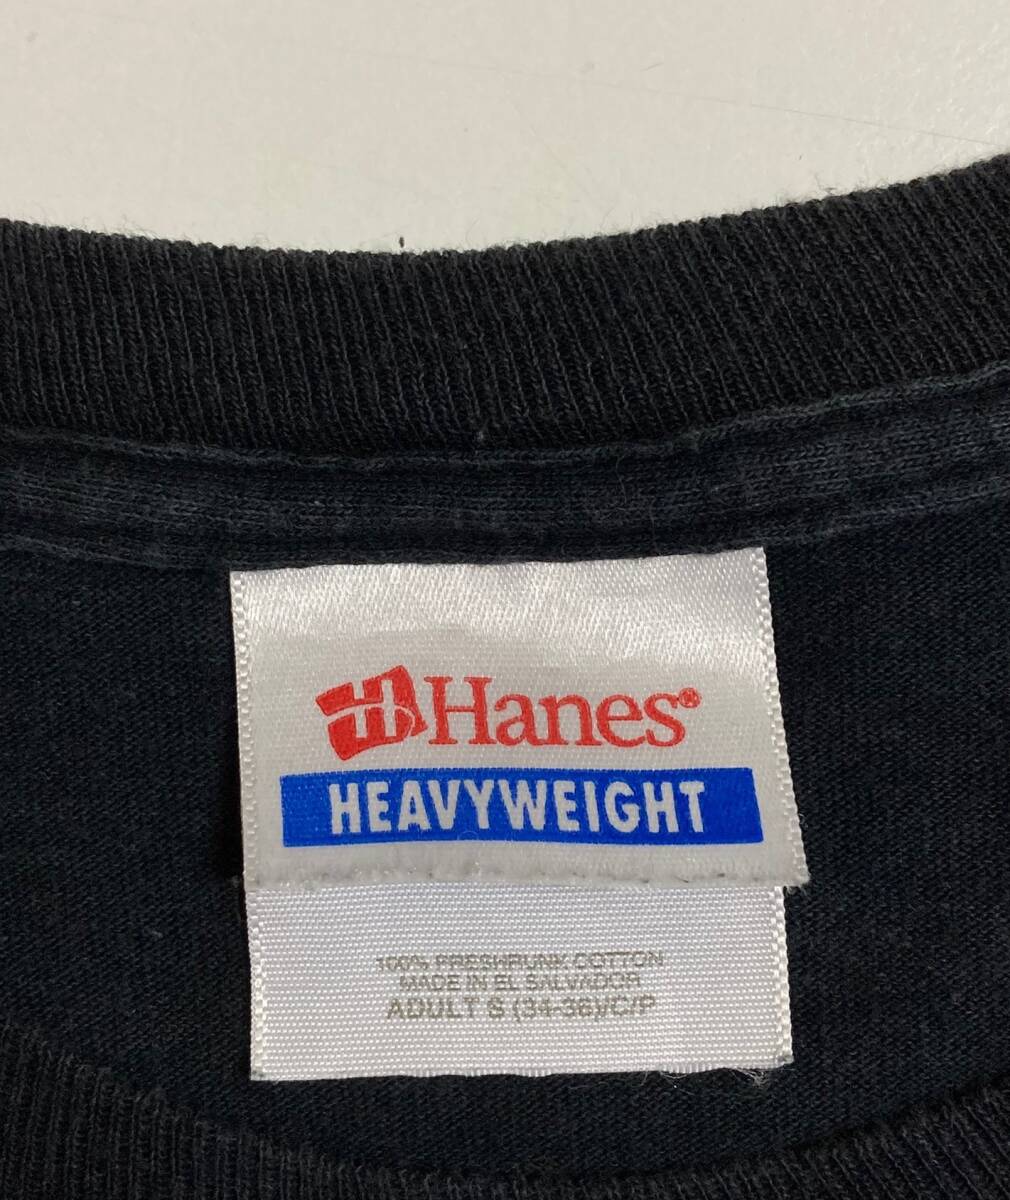 Hanes®
HEAVYWEIGHT
100% PRESHRUNK COTTON
MADE IN EL SALVADOR
ADULT S (34-36)/C/P